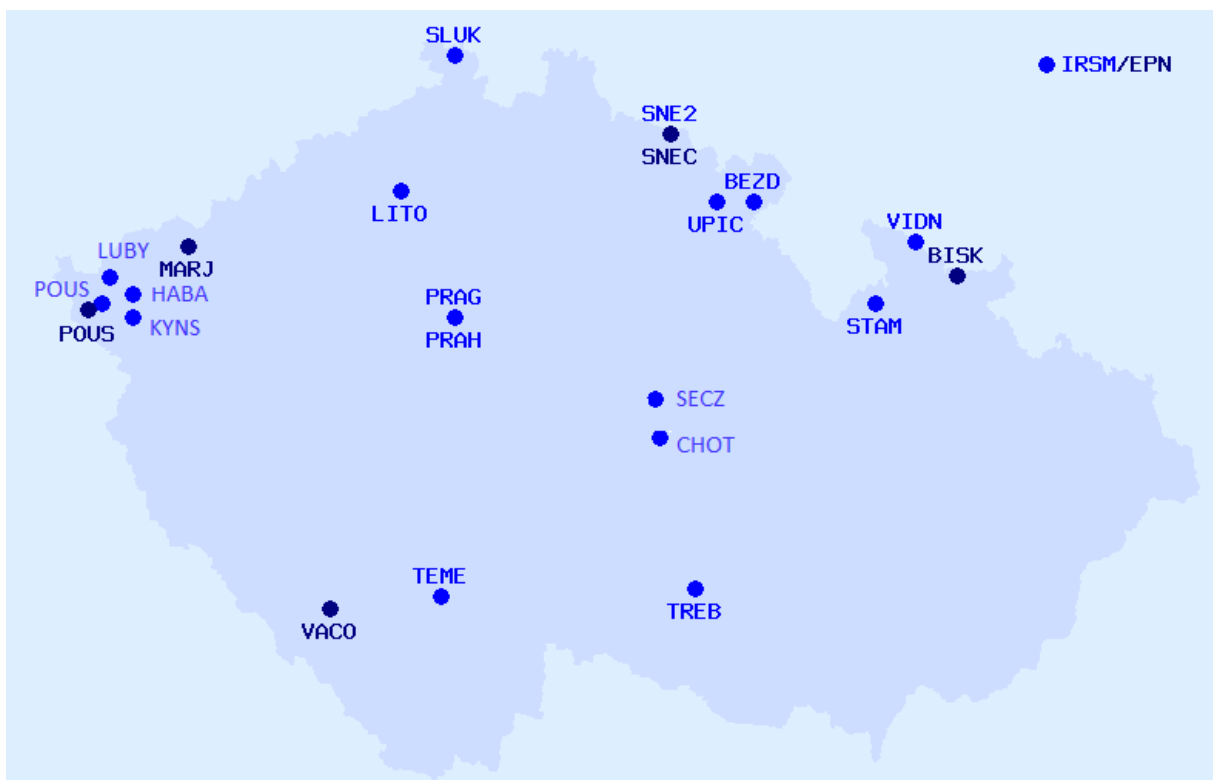 SLUK
IRSM/EPN
SNE2
SNEC
BEZD
UPIC
LITO
VIDN
BISK
LUBY
MARJ
POUS
HABA
POUS
KYNS
PRAG
PRAH
STAM
SECZ
CHOT
TEME
TREB
VACO